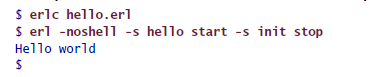 $ erlc hello.erl
$ erl -noshell -s hello start -s init stop
Hello world
$